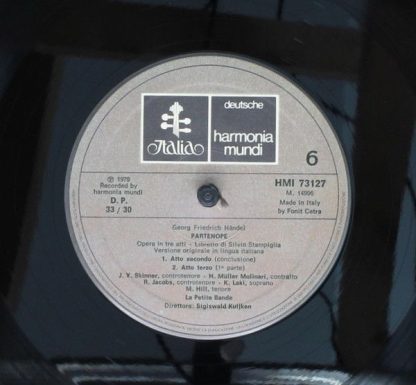 Italia
deutsche
harmonia
mundi
6
℗ 1979
Recorded by
harmonia mundi
D. P.
33 / 30
HMI 73127
M. 14996
Made in Italy
by Fonit Cetra
Georg Friedrich Händel
PARTENOPE
Opera in tre atti - Libretto di Silvio Stampiglia
Versione originale in lingua italiana
1. Atto secondo (conclusione)
2. Atto terzo (1ª parte)
J. Y. Skinner, controtenore - H. Müller Molinari, contralto
R. Jacobs, controtenore - K. Laki, soprano
M. Hill, tenore
La Petite Bande
Direttore: Sigiswald Kuijken